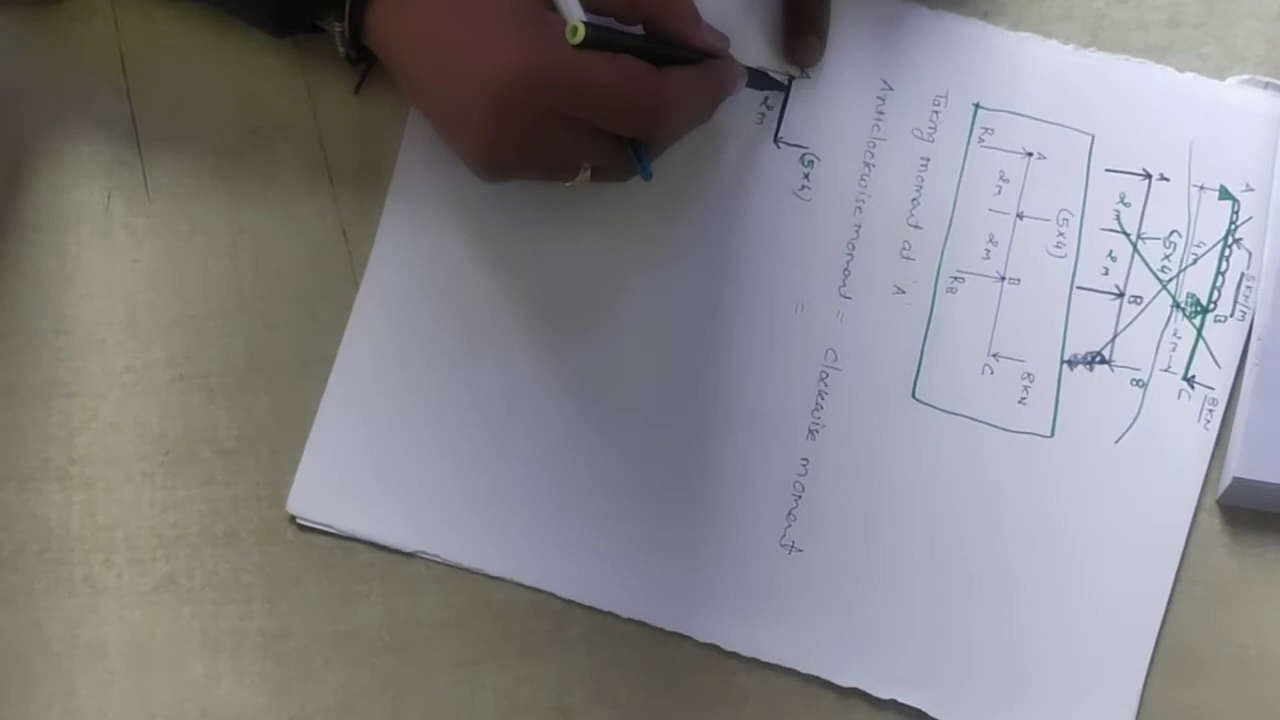 A 5KN/m B 8KN
4m 2m C
(5x4) 8
A 2m 2m B
(5x4) 8KN
A 2m 2m B C
RA RB
Taking moment at 'A'
Anticlockwise moment = Clockwise moment
=
(5x4)
2m